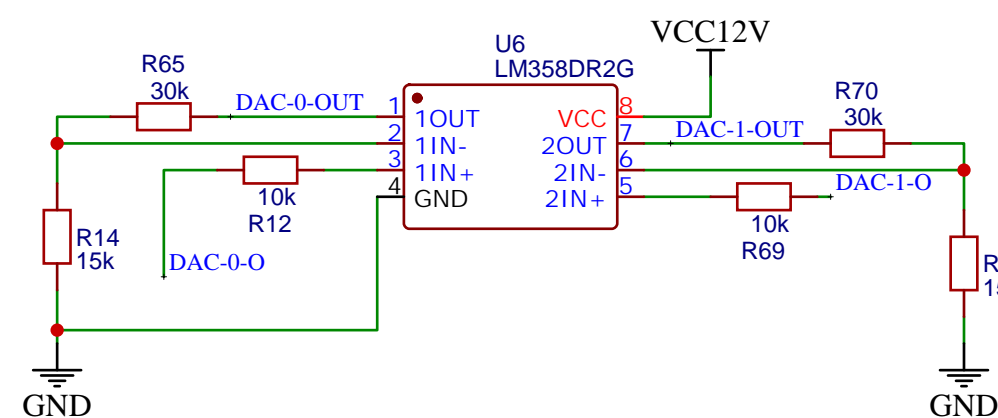 VCC12V
U6
LM358DR2G
R65
30k
DAC-0-OUT
1
1OUT
2
1IN-
3
1IN+
4
GND
8
VCC
7
2OUT
6
2IN-
5
2IN+
R70
30k
DAC-1-OUT
DAC-1-O
10k
R12
10k
R69
R14
15k
DAC-0-O
GND
GND